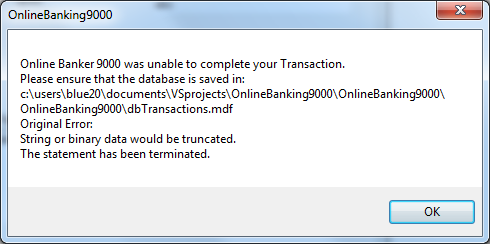 OnlineBanking9000
Online Banker 9000 was unable to complete your Transaction.
Please ensure that the database is saved in:
c:\users\blue20\documents\VSprojects\OnlineBanking9000\OnlineBanking9000\
OnlineBanking9000\dbTransactions.mdf
Original Error:
String or binary data would be truncated.
The statement has been terminated.
OK